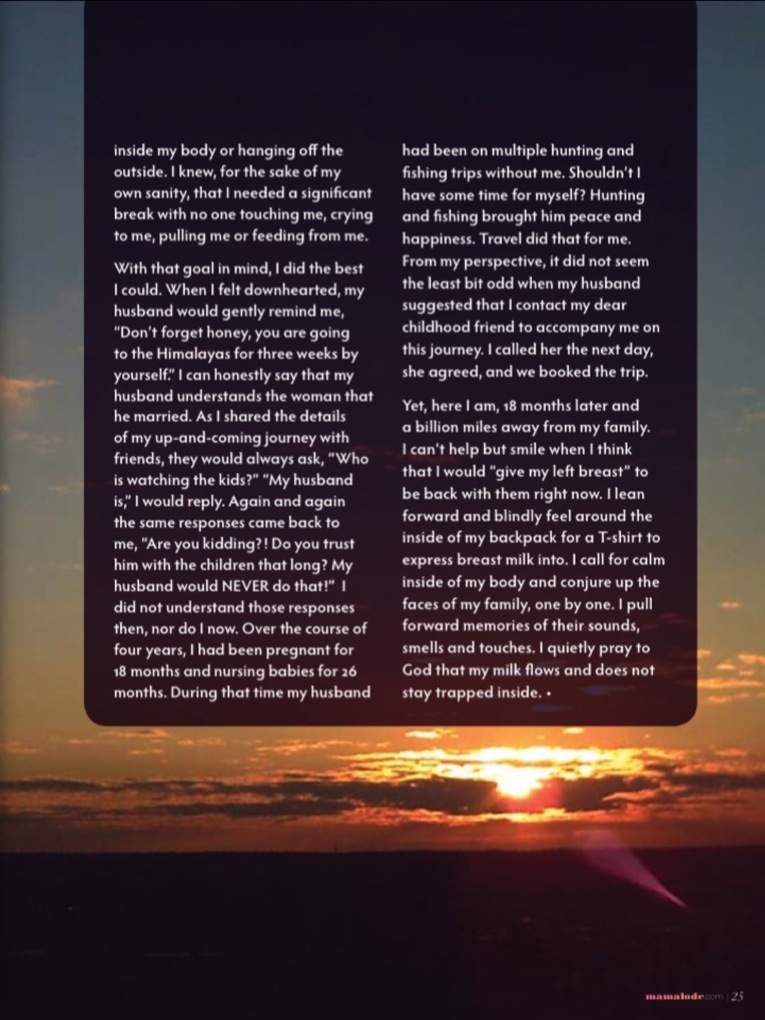 inside my body or hanging off the
outside. I knew, for the sake of my
own sanity, that I needed a significant
break with no one touching me, crying
to me, pulling me or feeding from me.
With that goal in mind, I did the best
I could. When I felt downhearted, my
husband would gently remind me,
"Don't forget honey, you are going
to the Himalayas for three weeks by
yourself." I can honestly say that my
husband understands the woman that
he married. As I shared the details
of my up-and-coming journey with
friends, they would always ask, "Who
is watching the kids?" "My husband
is," I would reply. Again and again
the same responses came back to
me, "Are you kidding?! Do you trust
him with the children that long? My
husband would NEVER do that!" I
did not understand those responses
then, nor do I now. Over the course of
four years, I had been pregnant for
18 months and nursing babies for 26
months. During that time my husband
had been on multiple hunting and
fishing trips without me. Shouldn't I
have some time for myself? Hunting
and fishing brought him peace and
happiness. Travel did that for me.
From my perspective, it did not seem
the least bit odd when my husband
suggested that I contact my dear
childhood friend to accompany me on
this journey. I called her the next day,
she agreed, and we booked the trip.
Yet, here I am, 18 months later and
a billion miles away from my family.
I can't help but smile when I think
that I would "give my left breast" to
be back with them right now. I lean
forward and blindly feel around the
inside of my backpack for a T-shirt to
express breast milk into. I call for calm
inside of my body and conjure up the
faces of my family, one by one. I pull
forward memories of their sounds,
smells and touches. I quietly pray to
God that my milk flows and does not
stay trapped inside. •
mamalode.com | 25